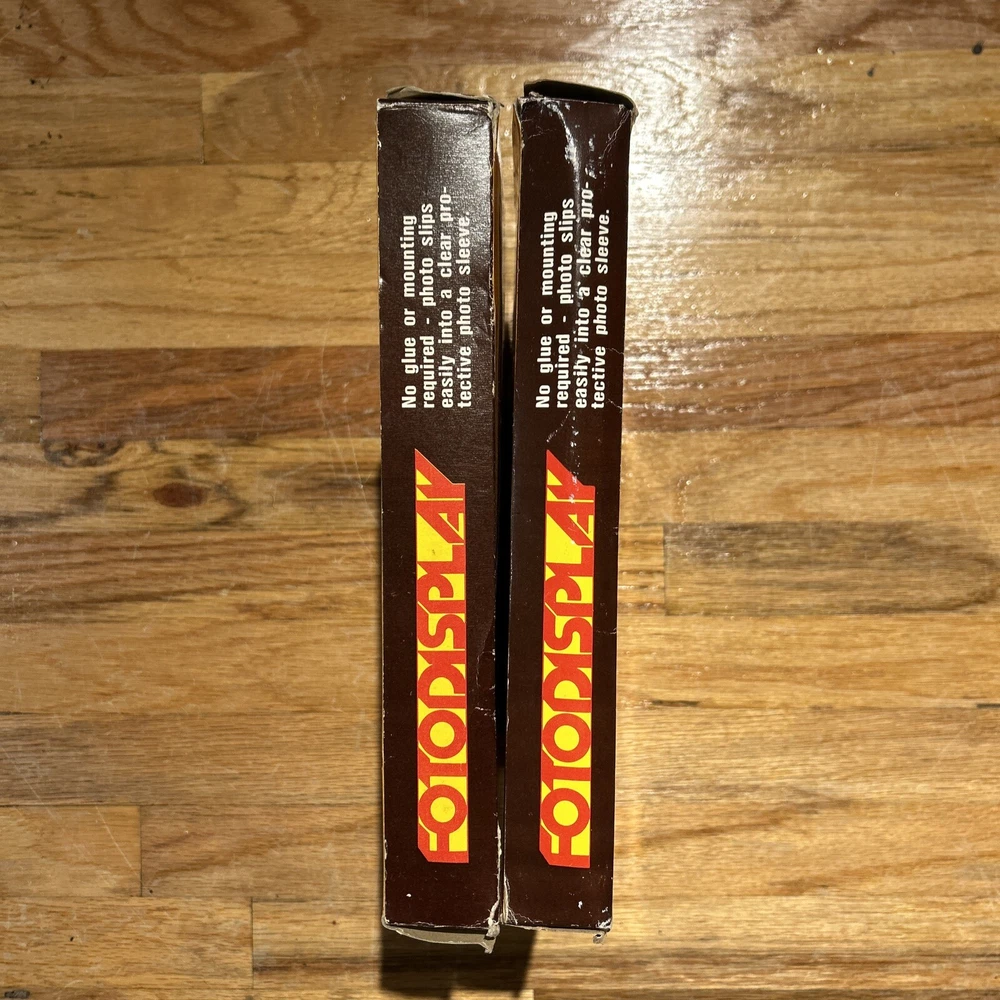 FOTODISPLAY
No glue or mounting
required - photo slips
easily into a clear pro-
tective photo sleeve.
FOTODISPLAY
No glue or mounting
required - photo slips
easily into a clear pro-
tective photo sleeve.